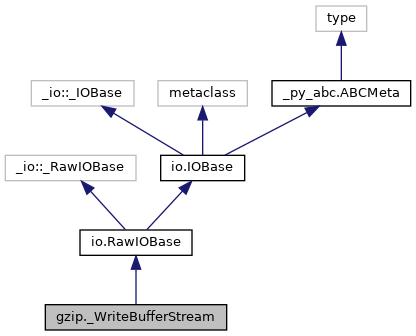 type
_io::_IOBase
metaclass
_py_abc.ABCMeta
_io::_RawIOBase
io.IOBase
io.RawIOBase
gzip._WriteBufferStream